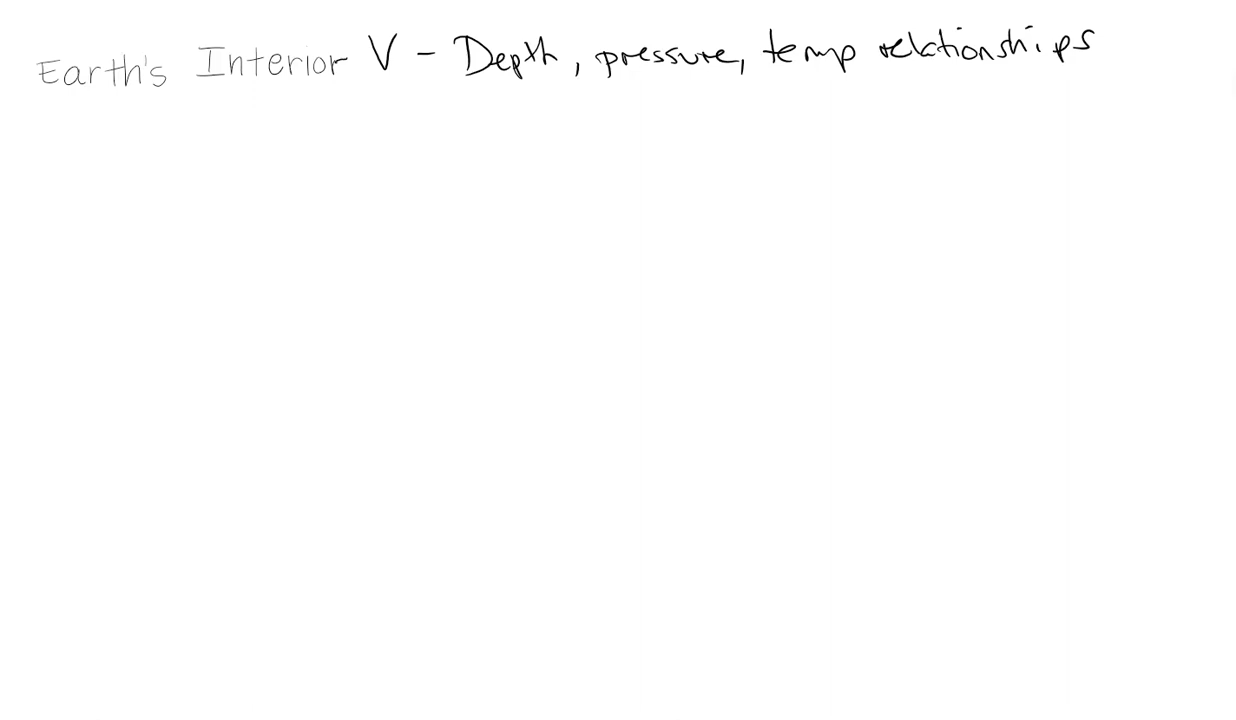 Earth's Interior V - Depth, pressure, temp relationships